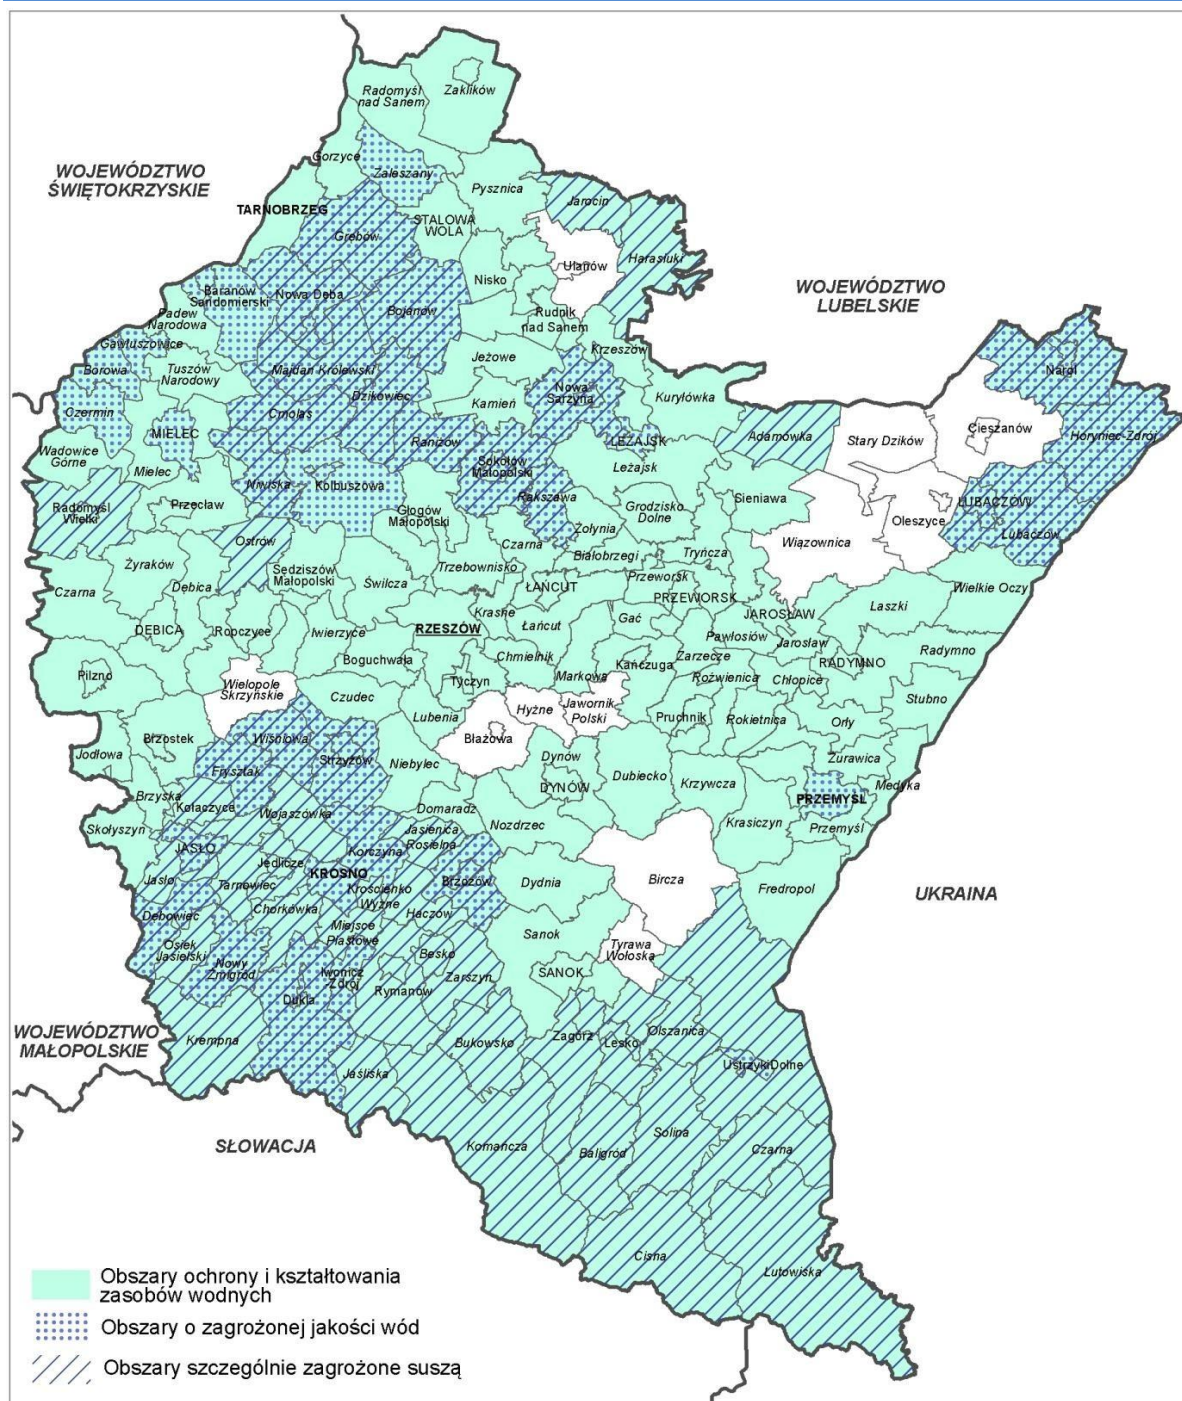 Radomyśl
nad Sanem
Zaklików
Gorzyce
Zaleszany
WOJEWÓDZTWO
ŚWIĘTOKRZYSKIE
Pysznica
TARNOBRZEG
Jarocin
STALOWA
WOLA
Grębów
Ulanów
Harasiuki
Nisko
WOJEWÓDZTWO
LUBELSKIE
Baranów
Sandomierski
Nowa Dęba
Bojanów
Rudnik
nad Sanem
Padew
Narodowa
Gawłuszowice
Krzeszów
Borowa
Tuszów
Narodowy
Jeżowe
Majdan Królewski
Narol
Nowa
Sarzyna
Dzikowiec
Kamień
Kuryłówka
Czermin
Cmolas
MIELEC
Cieszanów
Horyniec-Zdrój
Adamówka
Stary Dzików
Raniżów
LEŻAJSK
Wadowice
Górne
Mielec
Sokołów
Małopolski
Leżajsk
Niwiska
Kolbuszowa
Rakszawa
Sieniawa
LUBACZÓW
Radomyśl
Wielki
Przecław
Głogów
Małopolski
Grodzisko
Dolne
Oleszyce
Żołynia
Lubaczów
Ostrów
Czarna
Wiązownica
Białobrzegi
Tryńcza
Żyraków
Sędziszów
Małopolski
Trzebownisko
Czarna
Dębica
Świlcza
ŁAŃCUT
Przeworsk
PRZEWORSK
Wielkie Oczy
Laszki
JAROSŁAW
Krasne
Łańcut
Gać
DĘBICA
Ropczyce
Iwierzyce
RZESZÓW
Pawłosiów
Jarosław
Radymno
Boguchwała
Chmielnik
Zarzecze
RADYMNO
Kańczuga
Pilzno
Markowa
Roźwienica
Chłopice
Tyczyn
Wielopole
Skrzyńskie
Czudec
Stubno
Hyżne
Jawornik
Polski
Lubenia
Pruchnik
Rokietnica
Orły
Błażowa
Brzostek
Wiśniowa
Jodłowa
Strzyżów
Niebylec
Dynów
Żurawica
Frysztak
Dubiecko
Krzywcza
Medyka
DYNÓW
Brzyska
Kołaczyce
PRZEMYŚL
Domaradz
Wojaszówka
Krasiczyn
Przemyśl
Skołyszyn
Nozdrzec
Jasienica
Rosielna
JASŁO
Korczyna
Jedlicze
KROSNO
Bircza
Jasło
Tarnowiec
Brzozów
Dydnia
Fredropol
UKRAINA
Krościenko
Wyżne
Chorkówka
Haczów
Dębowiec
Miejsce
Piastowe
Sanok
Osiek
Jasielski
Tyrawa
Wołoska
Besko
Nowy
Żmigród
Iwonicz
-Zdrój
Zarszyn
SANOK
Rymanów
Dukla
WOJEWÓDZTWO
MAŁOPOLSKIE
Krempna
Bukowsko
Zagórz
Lesko
Olszanica
Ustrzyki Dolne
Jaśliska
SŁOWACJA
Komańcza
Baligród
Solina
Czarna
Cisna
Lutowiska
Obszary ochrony i kształtowania
zasobów wodnych
Obszary o zagrożonej jakości wód
Obszary szczególnie zagrożone suszą